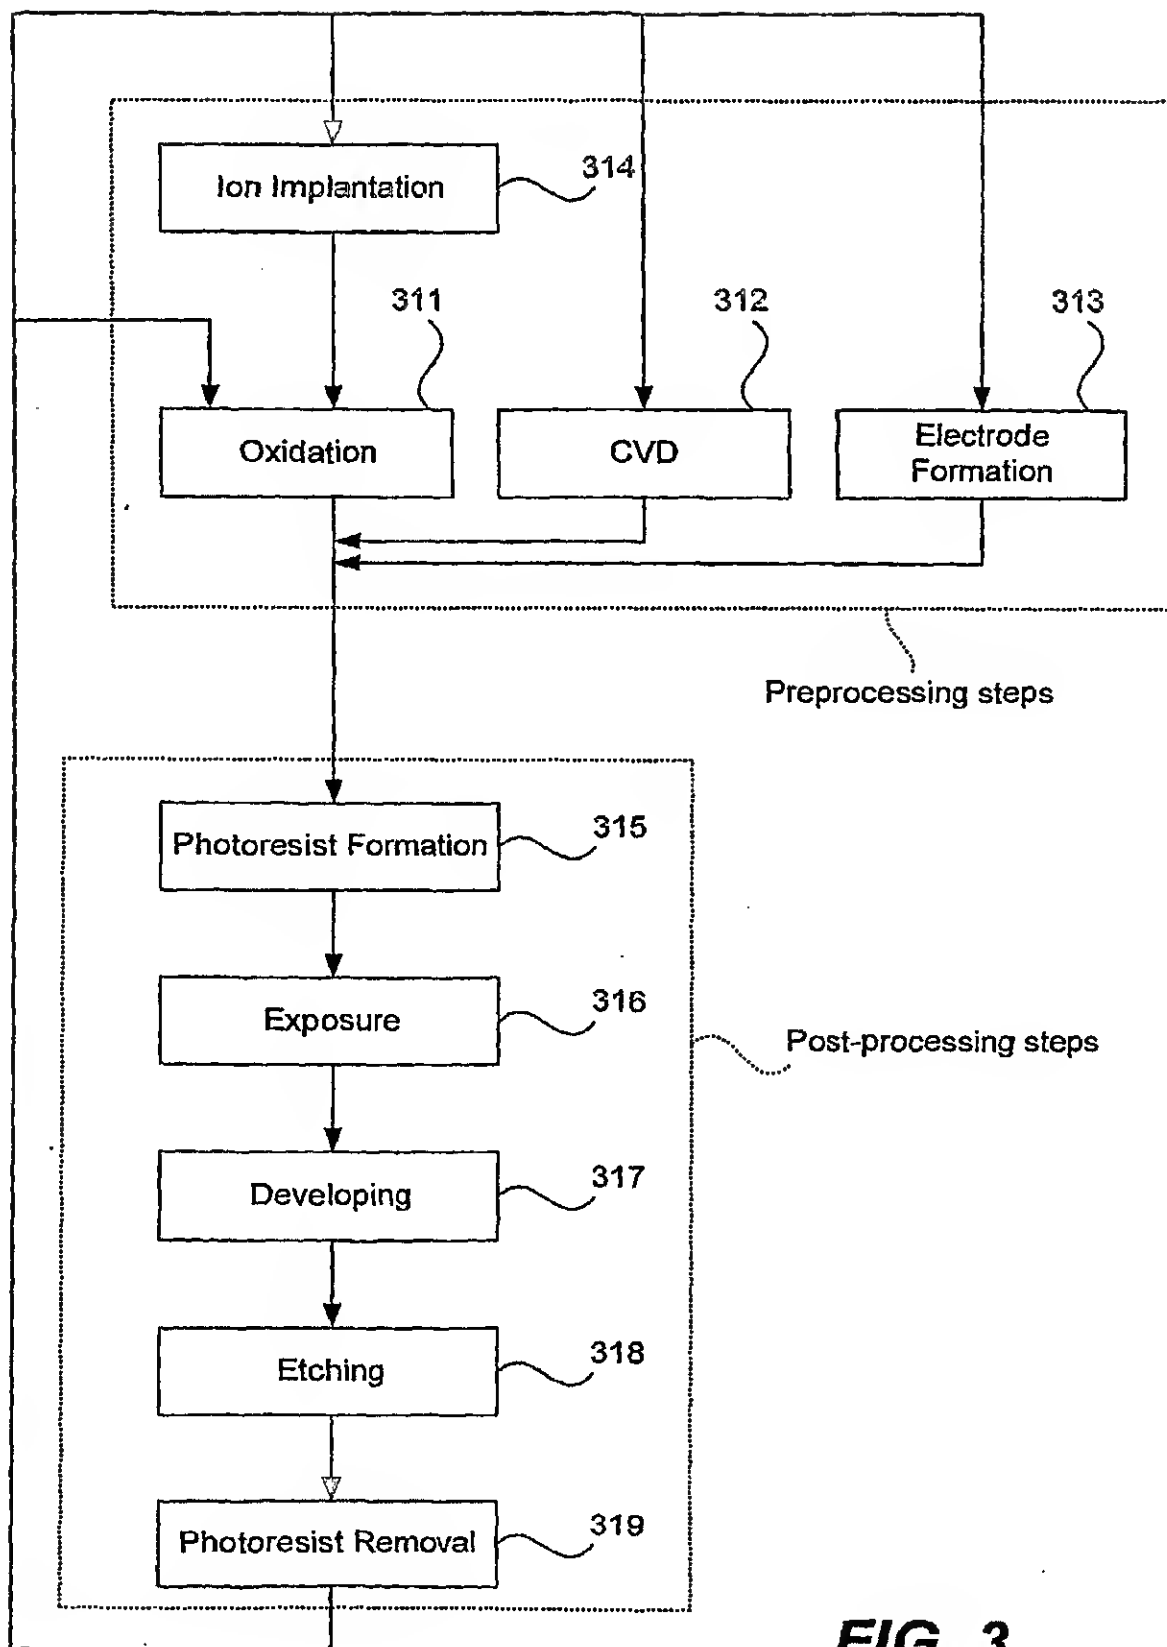 Ion Implantation
314
311
312
313
Oxidation
CVD
Electrode
Formation
Preprocessing steps
Photoresist Formation
315
Exposure
316
Post-processing steps
Developing
317
Etching
318
Photoresist Removal
319
FIG. 3